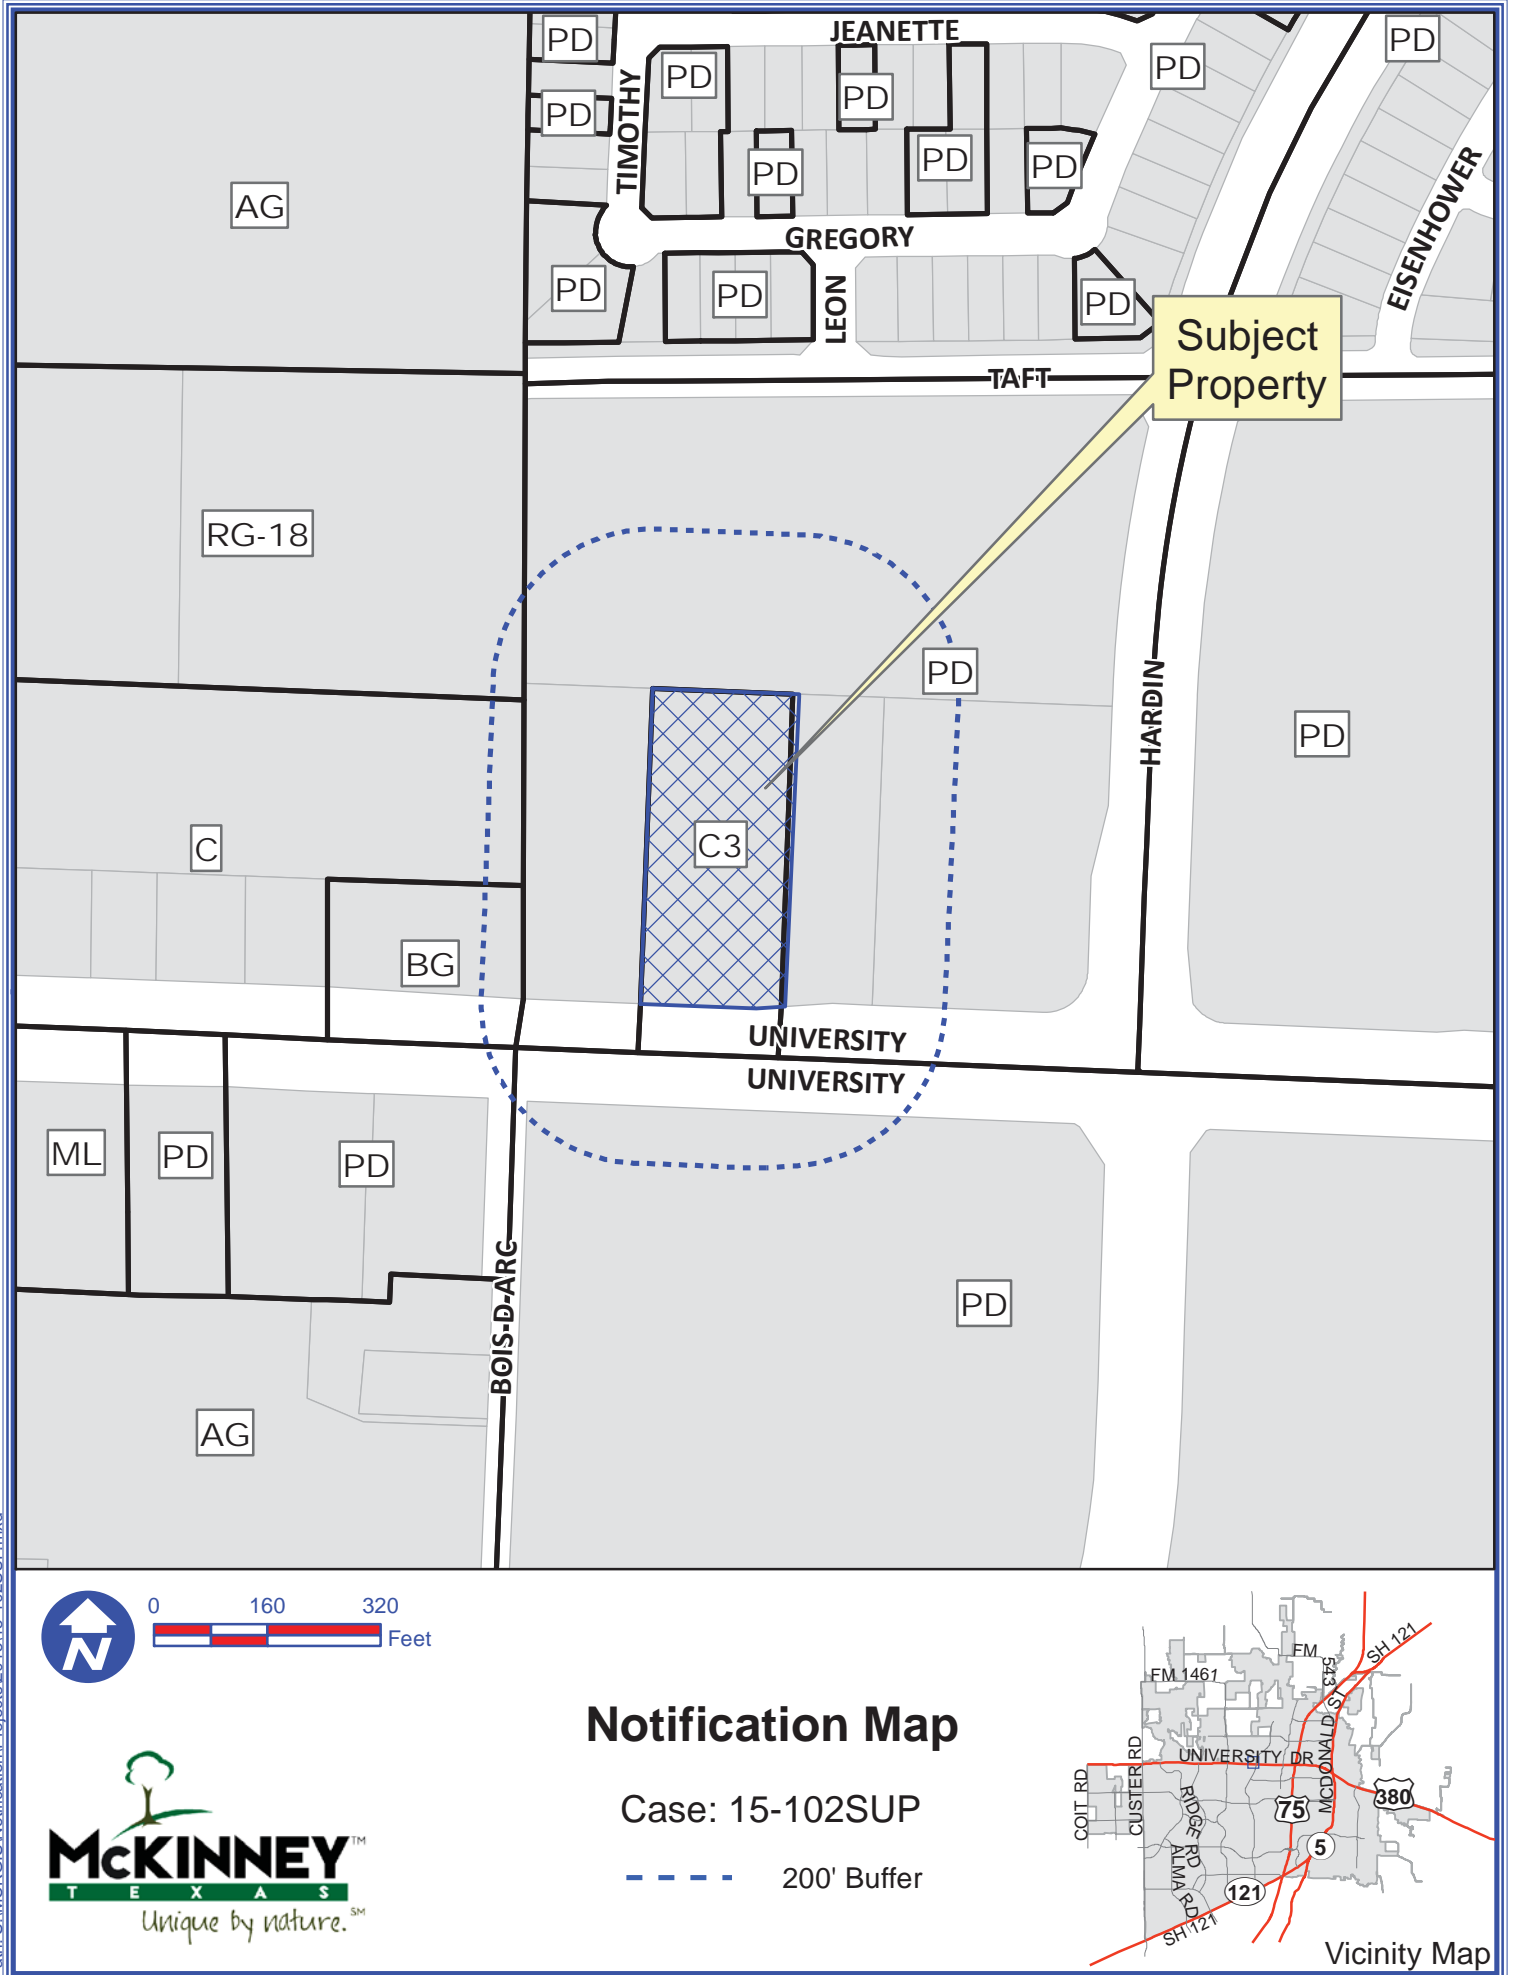 JEANETTE
PD
PD
PD
PD
PD
TIMOTHY
PD
PD
PD
PD
AG
EISENHOWER
GREGORY
PD
PD
LEON
PD
Subject
Property
TAFT
RG-18
PD
HARDIN
PD
C
C3
BG
UNIVERSITY
UNIVERSITY
ML
PD
PD
BOIS-D-ARC
PD
AG
0 160 320
Feet
N
Notification Map
Case: 15-102SUP
200' Buffer
McKINNEY™
TEXAS
Unique by nature.℠
FM 543
SH 121
FM 1461
MCDONALD ST
UNIVERSITY DR
COIT RD
CUSTER RD
RIDGE RD
75
380
5
ALMA RD
121
SH 121
Vicinity Map